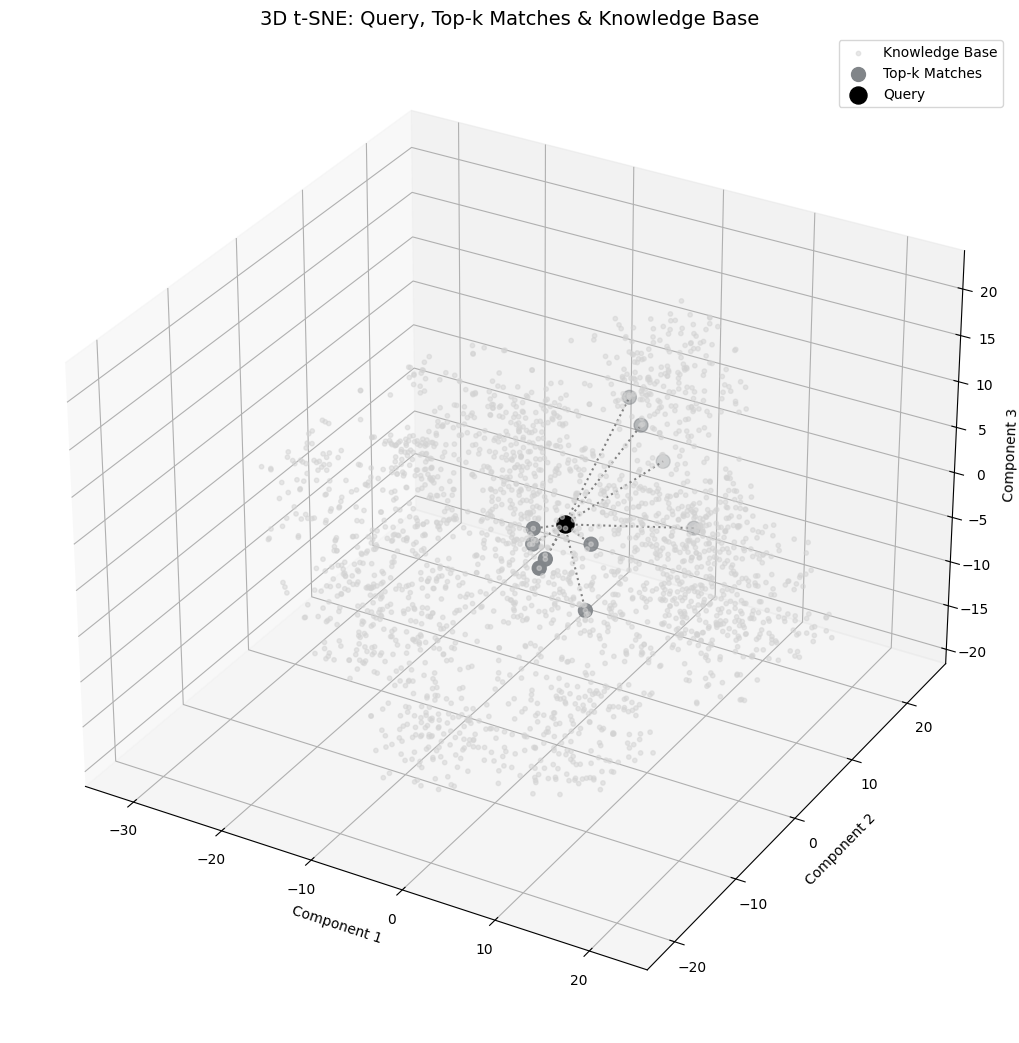 3D t-SNE: Query, Top-k Matches & Knowledge Base
Knowledge Base
Top-k Matches
Query
20
15
10
5
0
−5
−10
−15
−20
Component 3
20
10
0
−10
−20
Component 2
−30
−20
−10
0
10
20
Component 1